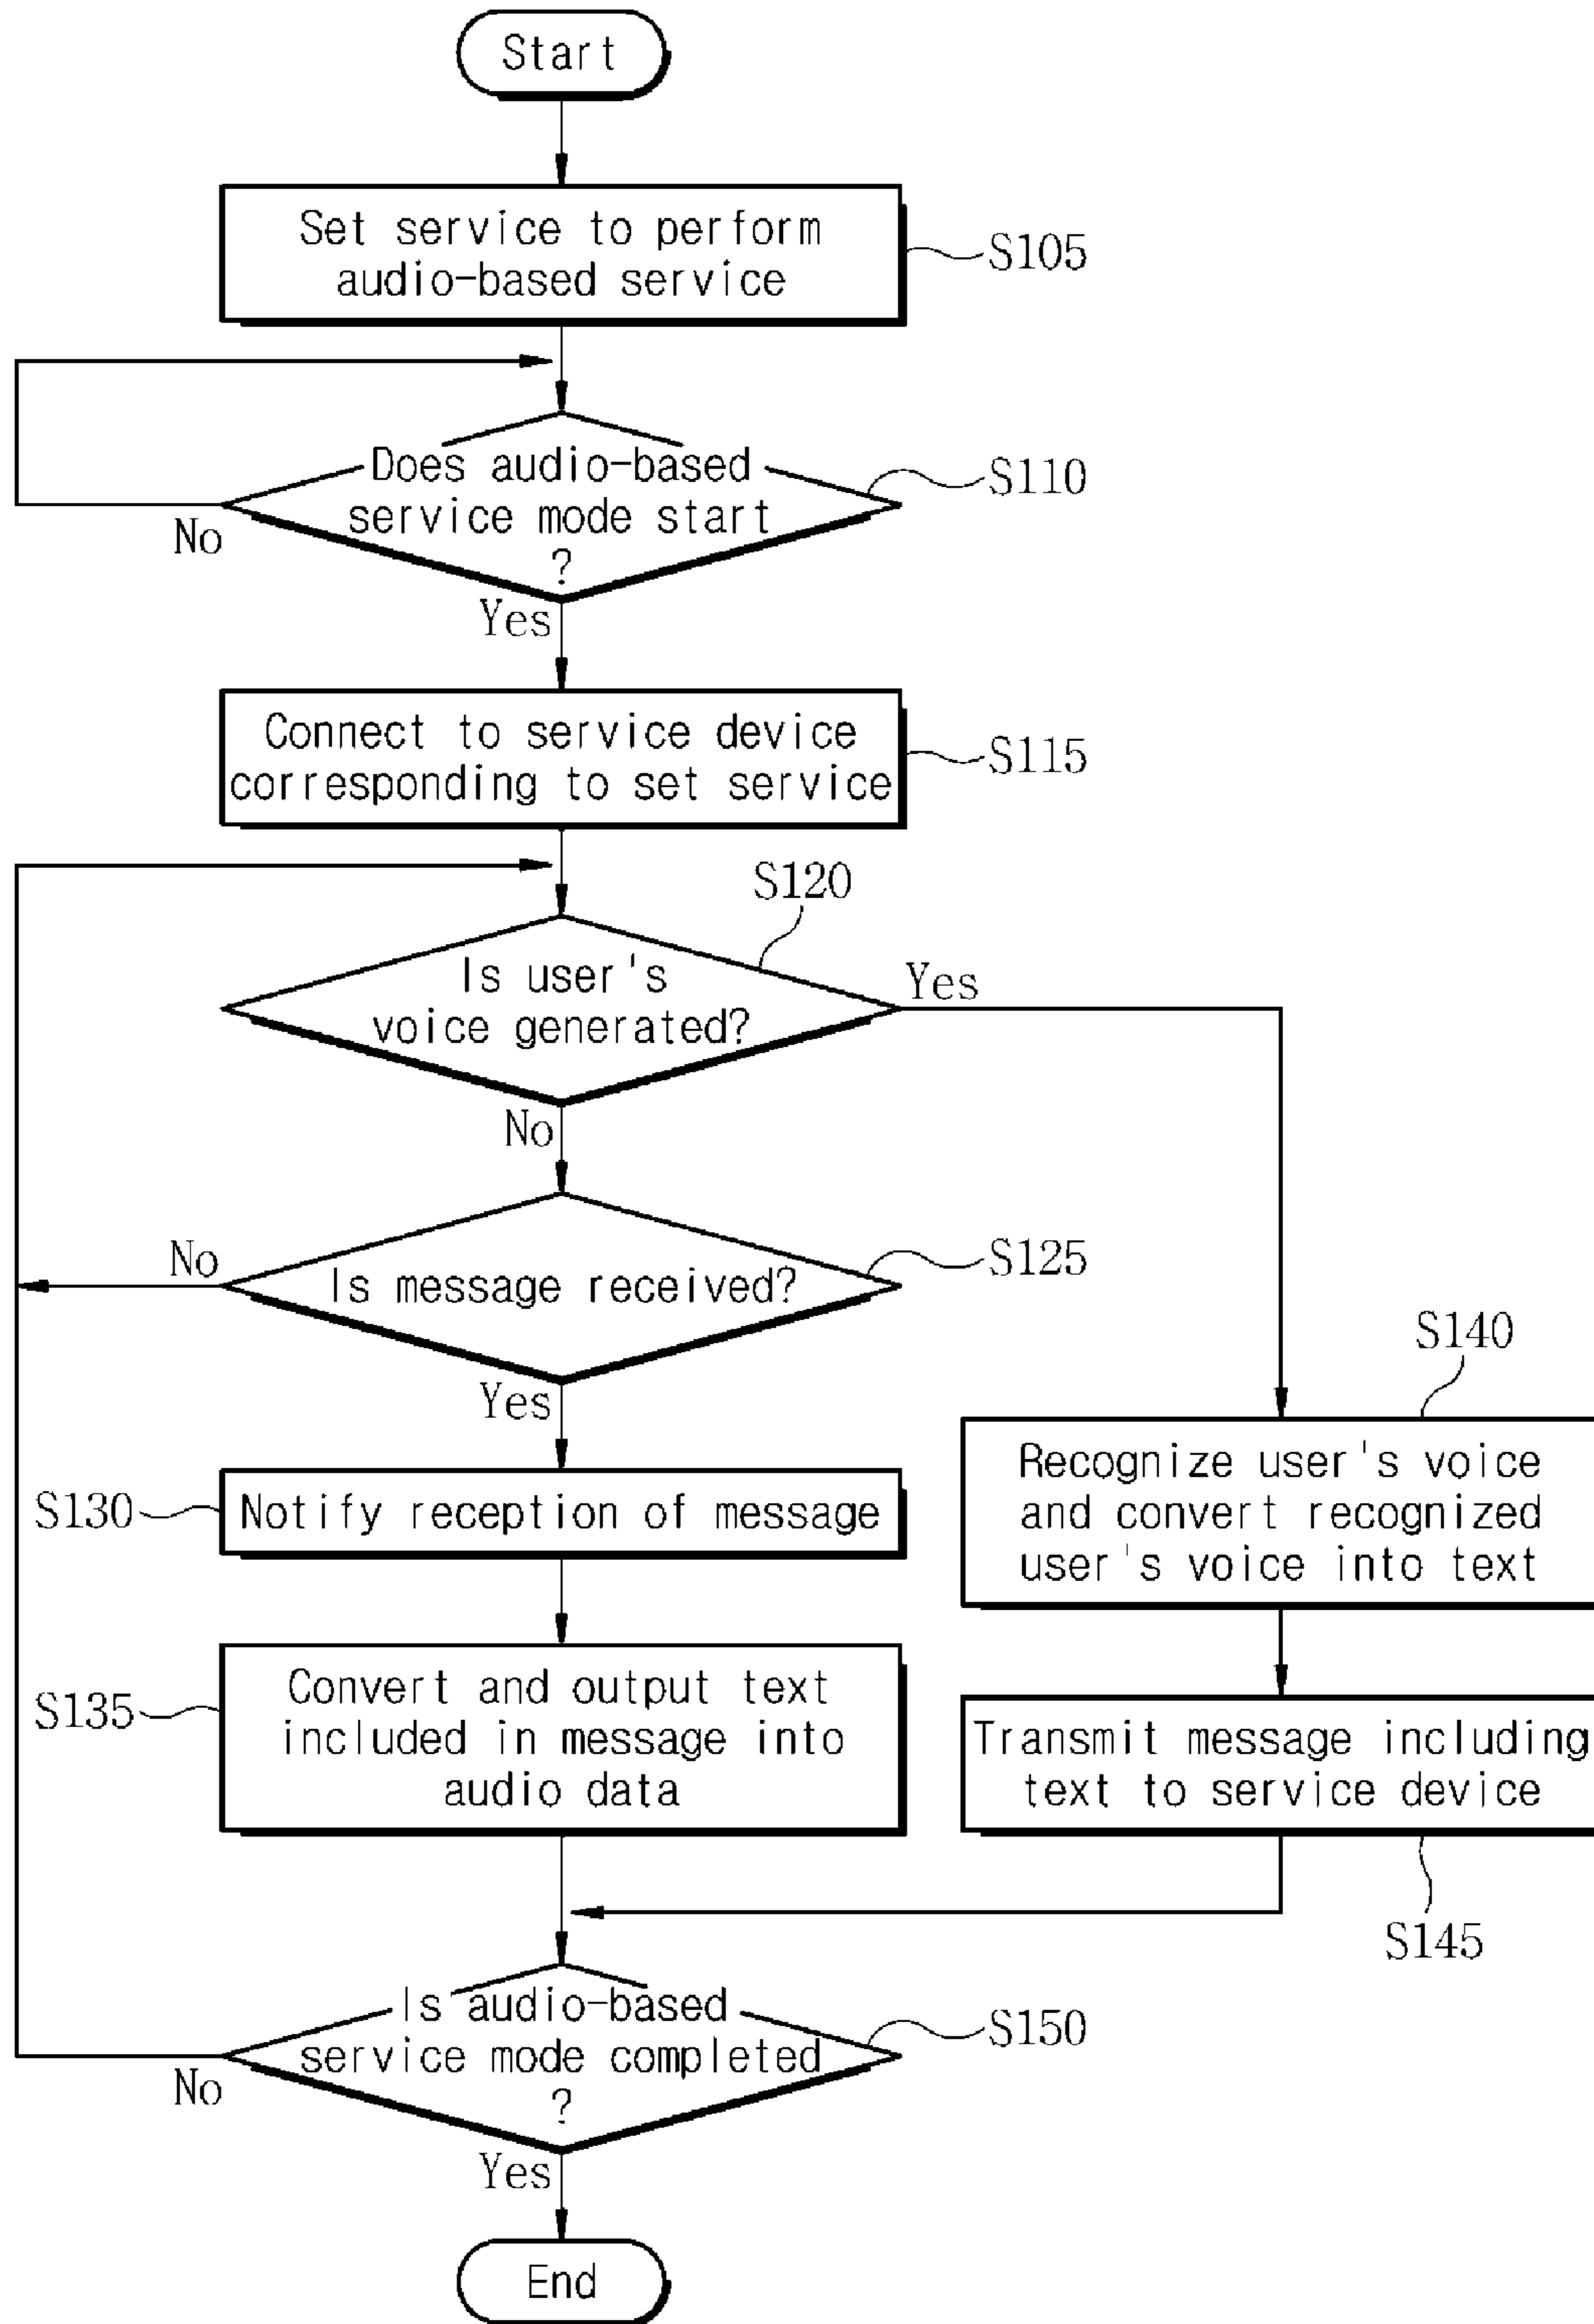 Start
Set service to perform
audio-based service
S105
Does audio-based
service mode start
?
S110
No
Yes
Connect to service device
corresponding to set service
S115
S120
Is user's
voice generated?
Yes
No
Is message received?
S125
No
Yes
S130
Notify reception of message
S140
Recognize user's voice
and convert recognized
user's voice into text
S135
Convert and output text
included in message into
audio data
Transmit message including
text to service device
S145
Is audio-based
service mode completed
?
S150
No
Yes
End